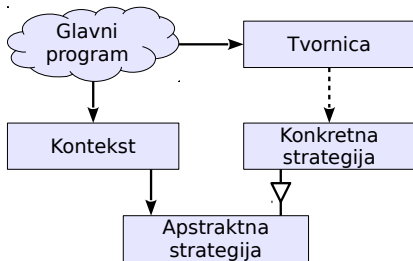 Glavni
program
Tvornica
Kontekst
Konkretna
strategija
Apstraktna
strategija